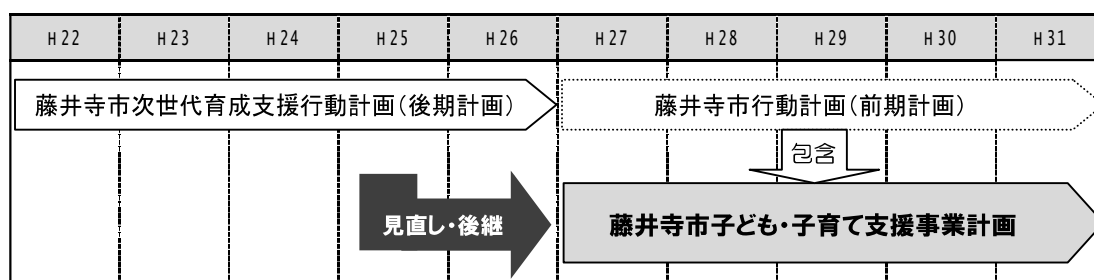 H22 H23 H24 H25 H26 H27 H28 H29 H30 H31
藤井寺市次世代育成支援行動計画(後期計画) 藤井寺市行動計画(前期計画)
包含
見直し・後継 藤井寺市子ども・子育て支援事業計画